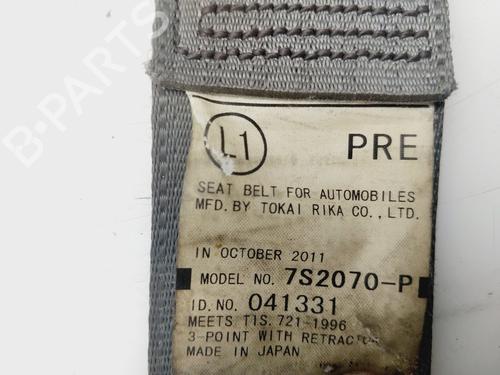 L1 PRE
SEAT BELT FOR AUTOMOBILES
MFD. BY TOKAI RIKA CO., LTD.
IN OCTOBER 2011
MODEL NO. 7S2070-P
ID. NO. 041331
MEETS TIS. 721-1996
3-POINT WITH RETRACTOR
MADE IN JAPAN
B-PARTS